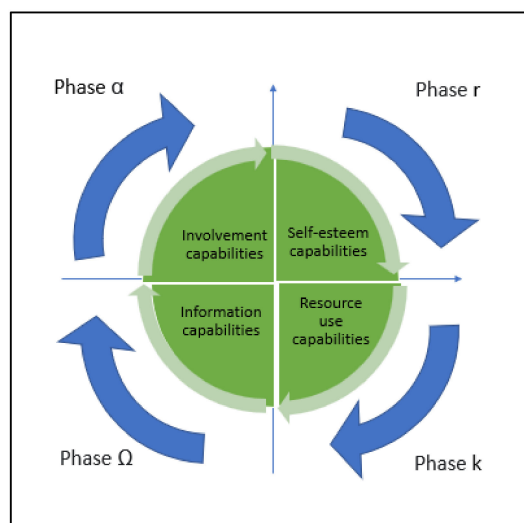 Phase α
Phase r
Involvement
capabilities
Self-esteem
capabilities
Information
capabilities
Resource
use
capabilities
Phase Ω
Phase k